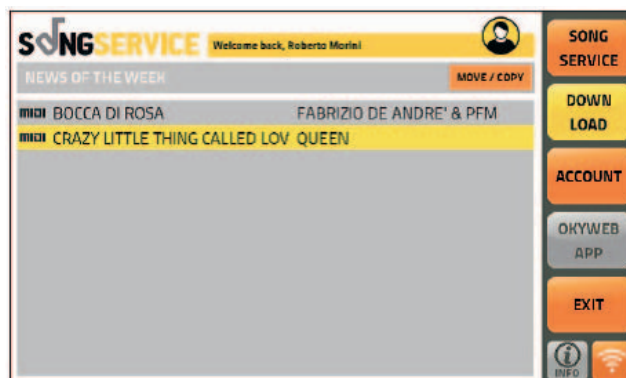 SONGSERVICE Welcome back, Roberto Morini
NEWS OF THE WEEK MOVE / COPY
midi BOCCA DI ROSA FABRIZIO DE ANDRE' & PFM
midi CRAZY LITTLE THING CALLED LOV QUEEN
SONG
SERVICE
DOWN
LOAD
ACCOUNT
OKYWEB
APP
EXIT
INFO